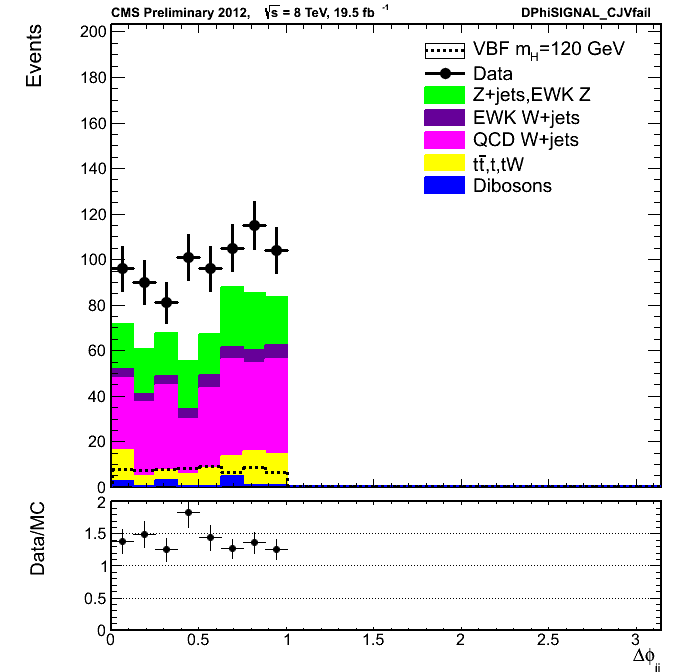 CMS Preliminary 2012, √s = 8 TeV, 19.5 fb⁻¹ DPhiSIGNAL_CJVfail
Events
200
180
160
140
120
100
80
60
40
20
0
VBF m_H=120 GeV
Data
Z+jets,EWK Z
EWK W+jets
QCD W+jets
tt̄,t,tW
Dibosons
Data/MC
2
1.5
1
0.5
0
0 0.5 1 1.5 2 2.5 3
Δϕ_jj